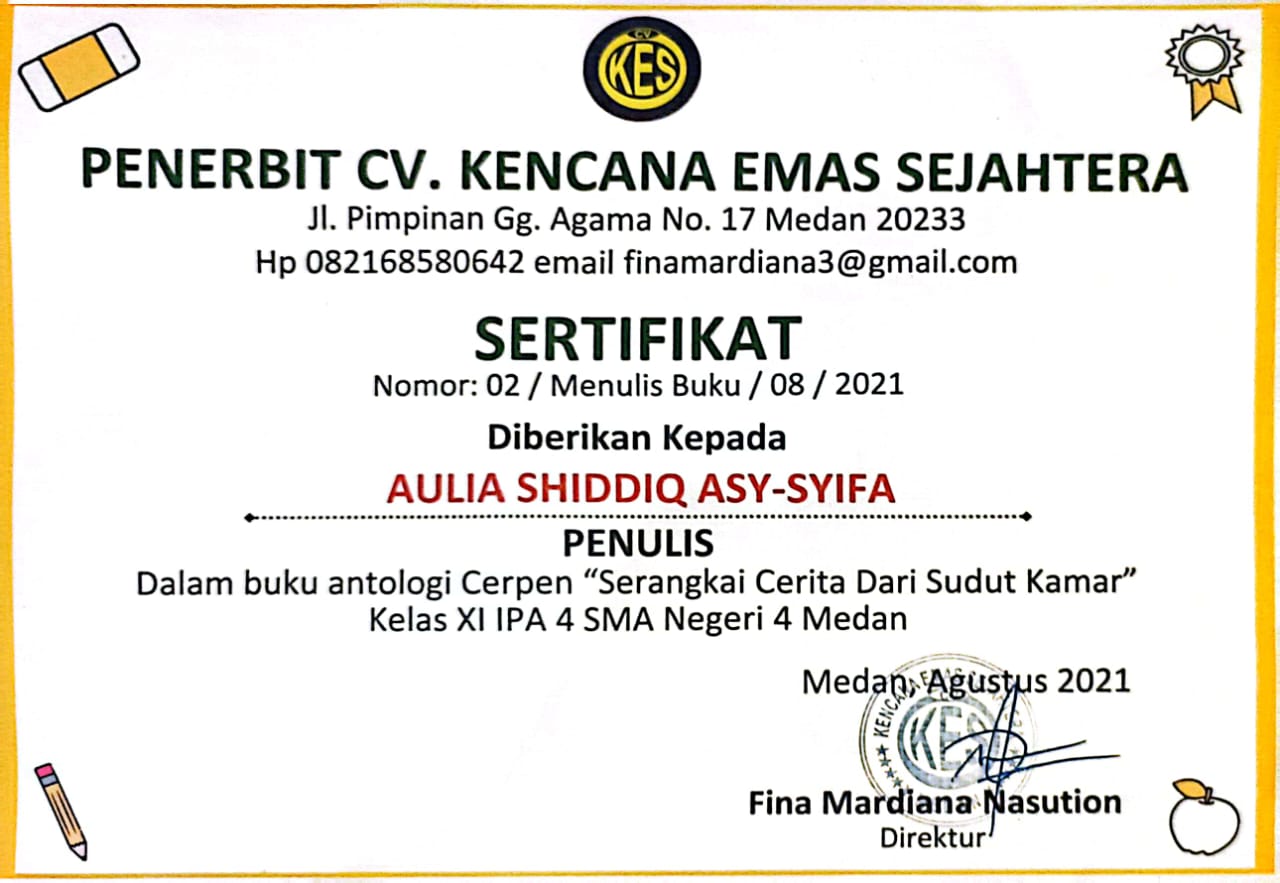 CV
KES
PENERBIT CV. KENCANA EMAS SEJAHTERA
Jl. Pimpinan Gg. Agama No. 17 Medan 20233
Hp 082168580642 email finamardiana3@gmail.com
SERTIFIKAT
Nomor: 02 / Menulis Buku / 08 / 2021
Diberikan Kepada
AULIA SHIDDIQ ASY-SYIFA
PENULIS
Dalam buku antologi Cerpen “Serangkai Cerita Dari Sudut Kamar”
Kelas XI IPA 4 SMA Negeri 4 Medan
Medan, Agustus 2021
KENCANA EMAS
KES
Fina Mardiana Nasution
Direktur